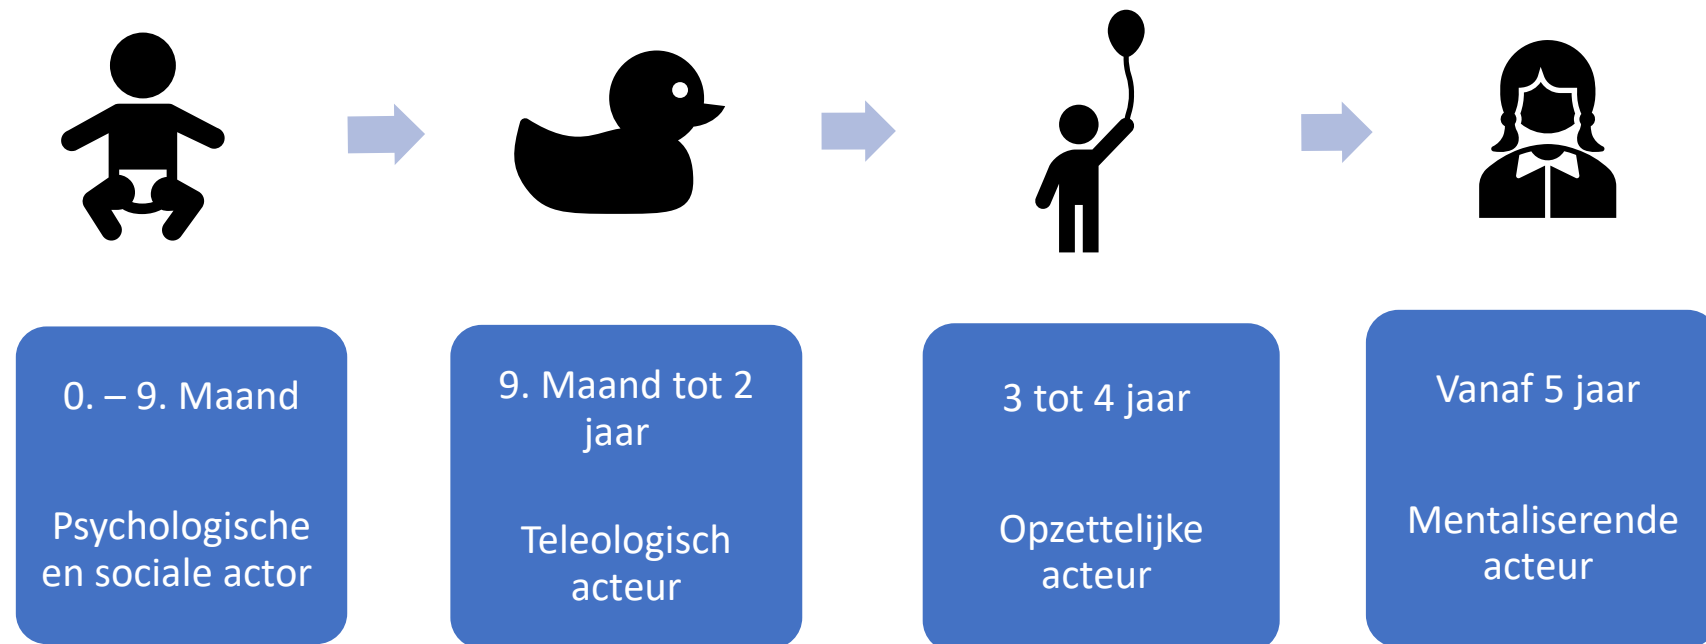 0. – 9. Maand
Psychologische
en sociale actor
9. Maand tot 2
jaar
Teleologisch
acteur
3 tot 4 jaar
Opzettelijke
acteur
Vanaf 5 jaar
Mentaliserende
acteur